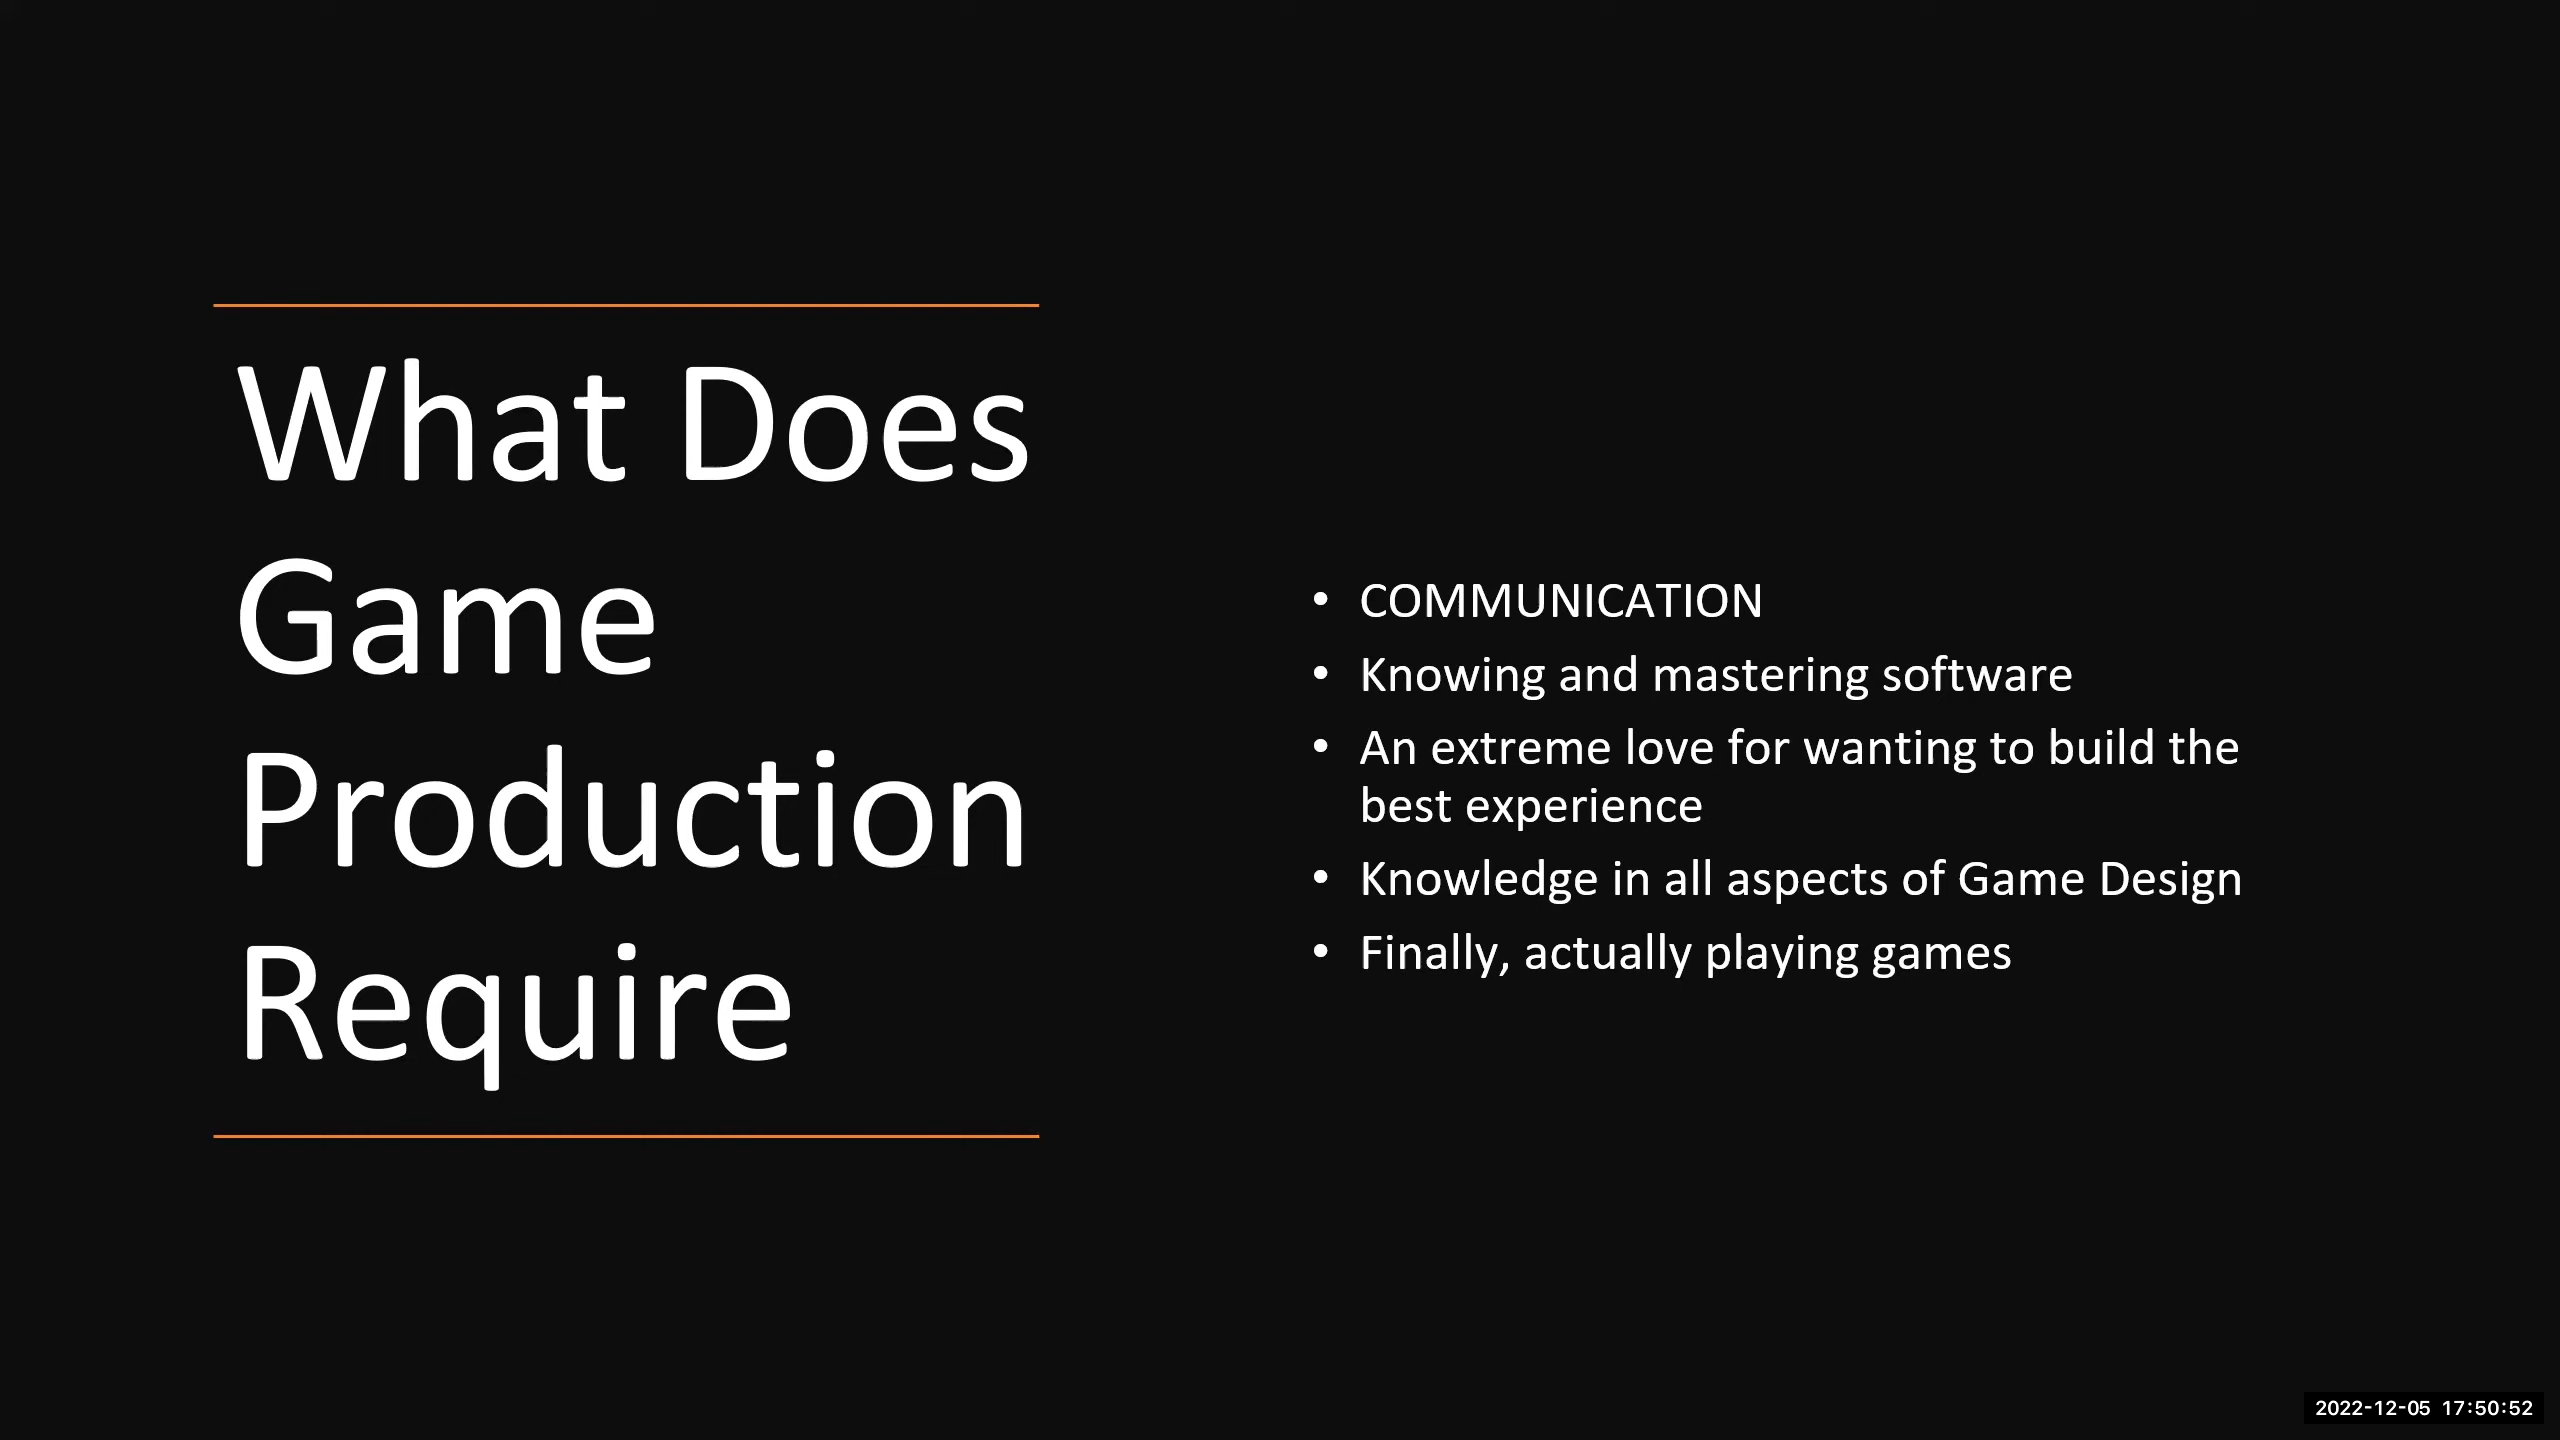 What Does
Game
Production
Require
• COMMUNICATION
• Knowing and mastering software
• An extreme love for wanting to build the
best experience
• Knowledge in all aspects of Game Design
• Finally, actually playing games
2022-12-05 17:50:52